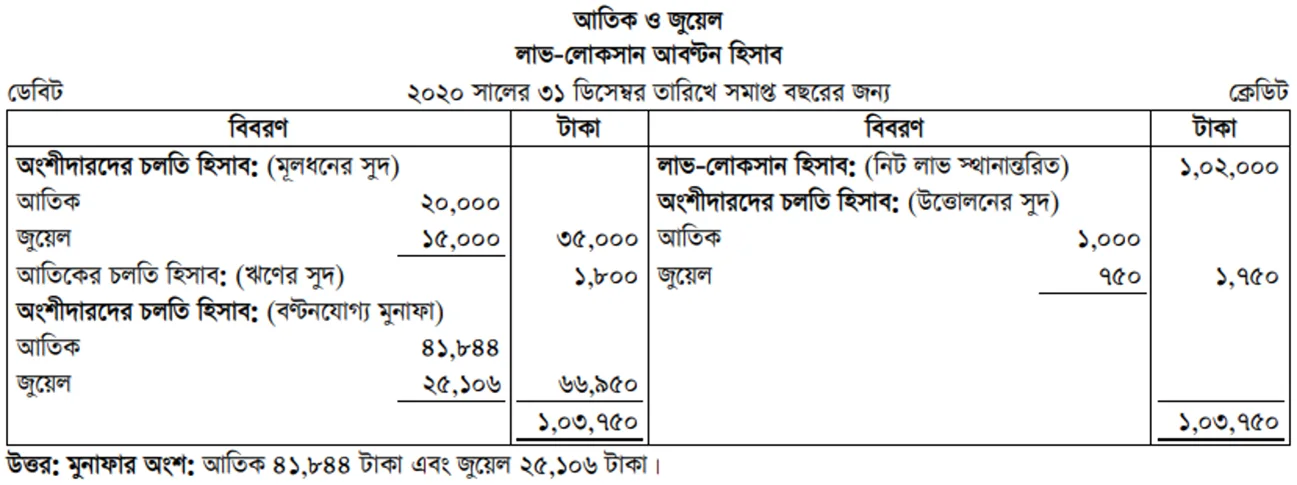 আতিক ও জুয়েল
লাভ-লোকসান আবণ্টন হিসাব
ডেবিট ২০২০ সালের ৩১ ডিসেম্বর তারিখে সমাপ্ত বছরের জন্য ক্রেডিট
বিবরণ টাকা বিবরণ টাকা
অংশীদারদের চলতি হিসাব: (মূলধনের সুদ) লাভ-লোকসান হিসাব: (নিট লাভ স্থানান্তরিত) ১,০২,০০০
আতিক ২০,০০০ অংশীদারদের চলতি হিসাব: (উত্তোলনের সুদ)
জুয়েল ১৫,০০০ ৩৫,০০০ আতিক ১,০০০
আতিকের চলতি হিসাব: (ঋণের সুদ) ১,৮০০ জুয়েল ৭৫০ ১,৭৫০
অংশীদারদের চলতি হিসাব: (বণ্টনযোগ্য মুনাফা)
আতিক ৪১,৮৪৪
জুয়েল ২৫,১০৬ ৬৬,৯৫০
১,০৩,৭৫০ ১,০৩,৭৫০
উত্তর: মুনাফার অংশ: আতিক ৪১,৮৪৪ টাকা এবং জুয়েল ২৫,১০৬ টাকা।